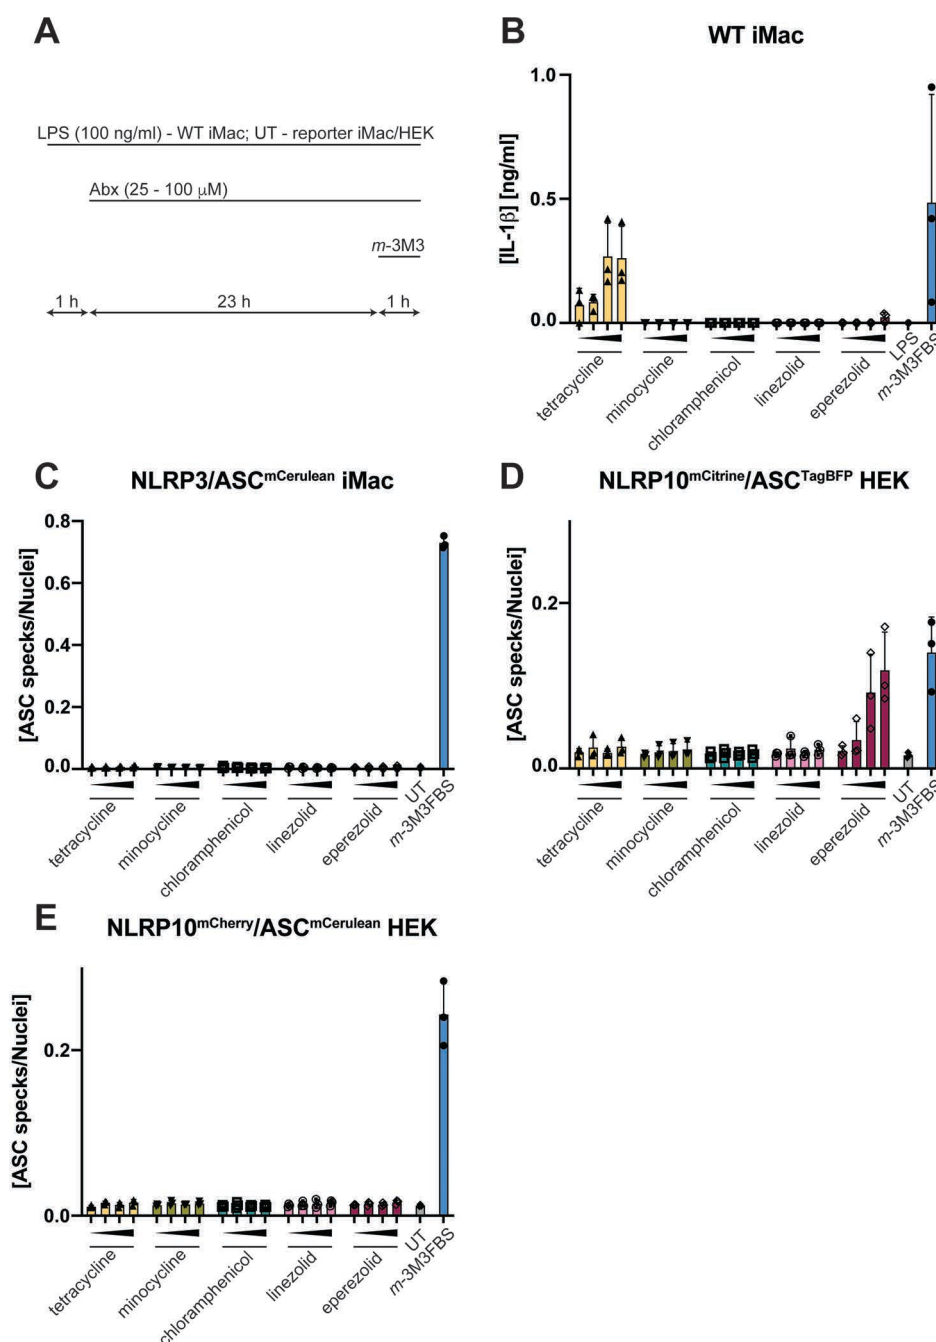 A
LPS (100 ng/ml) - WT iMac; UT - reporter iMac/HEK
Abx (25 - 100 μM)
m-3M3
1 h
23 h
1 h
B
WT iMac
[IL-1β] [ng/ml]
1.0
0.5
0.0
tetracycline
minocycline
chloramphenicol
linezolid
eperezolid
LPS
m-3M3FBS
C
NLRP3/ASCmCerulean iMac
[ASC specks/Nuclei]
0.8
0.6
0.4
0.2
0.0
tetracycline
minocycline
chloramphenicol
linezolid
eperezolid
UT
m-3M3FBS
D
NLRP10mCitrine/ASCTagBFP HEK
[ASC specks/Nuclei]
0.2
0.0
tetracycline
minocycline
chloramphenicol
linezolid
eperezolid
UT
m-3M3FBS
E
NLRP10mCherry/ASCmCerulean HEK
[ASC specks/Nuclei]
0.2
0.0
tetracycline
minocycline
chloramphenicol
linezolid
eperezolid
UT
m-3M3FBS